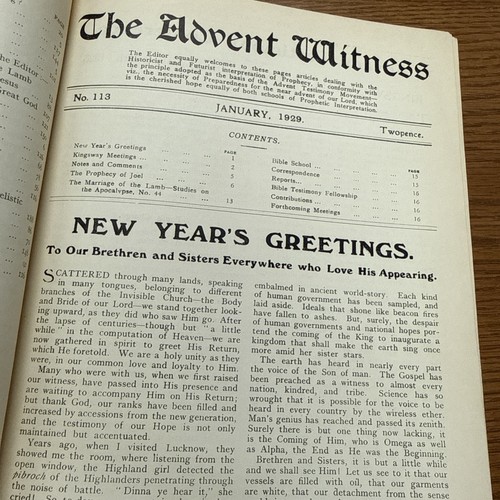 The Editor
the Lamb
Jesus
Great God
The Advent Witness
The Editor equally welcomes to these pages articles dealing with the
Historicist and Futurist interpretation of Prophecy, in conformity with
the principle adopted as the basis of the Advent Testimony Movement—
viz., the necessity of Preparedness for the near advent of our Lord, which
is the cherished hope equally of both schools of Prophetic Interpretation.
No. 113
JANUARY, 1929.
Twopence.
CONTENTS.
PAGE
New Year's Greetings ... ... ... 1
Kingsway Meetings ... ... ... 2
Notes and Comments ... ... ... 2
The Prophecy of Joel ... ... ... 5
The Marriage of the Lamb—Studies on 6
the Apocalypse, No. 44 ... ... ... 13
PAGE
Bible School ... ... ... 13
Correspondence ... ... ... 15
Reports ... ... ... 15
Bible Testimony Fellowship ... ... 16
Contributions ... ... ... 16
Forthcoming Meetings ... ... 16
NEW YEAR'S GREETINGS.
To Our Brethren and Sisters Everywhere who Love His Appearing.
SCATTERED through many lands, speaking
in many tongues, belonging to different
branches of the Invisible Church—the Body
and Bride of our Lord—we stand together look-
ing upward, as they did who saw Him go. After
the lapse of centuries—though but "a little
while" in the computation of Heaven—we are
now gathered in spirit to greet His Return,
which He foretold. We are a holy unity as they
were, in our common love and loyalty to Him.
Many who were with us, when we first raised
our witness, have passed into His presence and
are waiting to accompany Him on His Return;
but thank God, our ranks have been filled and
increased by accessions from the new generation,
and the testimony of our Hope is not only
maintained but accentuated.
Years ago, when I visited Lucknow, they
showed me the room, where listening from the
open window, the Highland girl detected the
pibroch of the Highlanders penetrating through
the noise of battle. "Dinna ye hear it," she
embalmed in ancient world-story. Each kind
of human government has been sampled, and
laid aside. Ideals that shone like beacon fires
have fallen to ashes. But, surely, the despair
of human governments and national hopes por-
tend the coming of the King to inaugurate a
kingdom that shall make the earth sing once
more amid her sister stars.
The earth has heard in nearly every part
the voice of the Son of man. The Gospel has
been preached as a witness to almost every
nation, kindred, and tribe. Science has so
wrought that it is possible for the voice to be
heard in every country by the wireless ether.
Man's genius has reached and passed its zenith.
Surely there is but one thing now lacking, it
is the Coming of Him, who is Omega as well
as Alpha, the End as He was the Beginning.
Brethren and Sisters, it is but a little while
and we shall see Him! Let us see to it that our
vessels are filled with oil, that our garments
are white, that our detachment from the sense